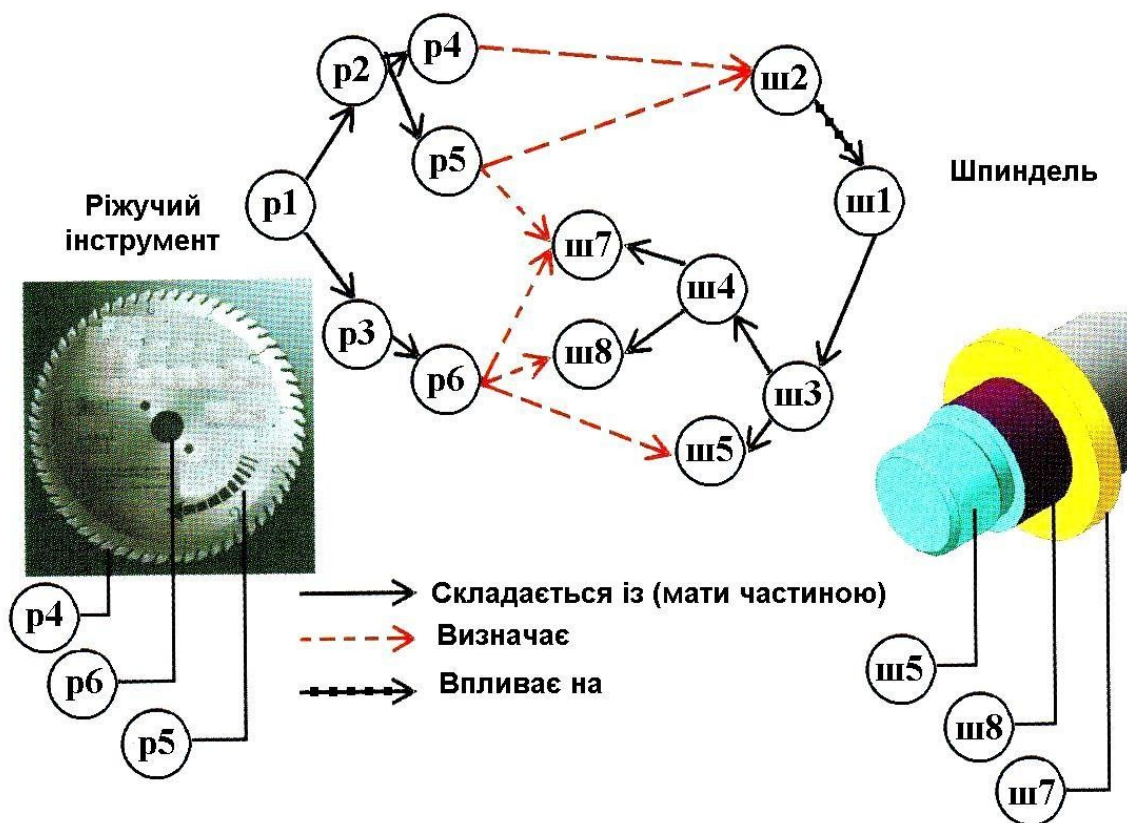 р2
р4
ш2
р5
р1
ш1
Шпиндель
Ріжучий
інструмент
ш7
ш4
р3
ш8
р6
ш3
ш5
Складається із (мати частиною)
Визначає
Впливає на
р4
р6
р5
ш5
ш8
ш7